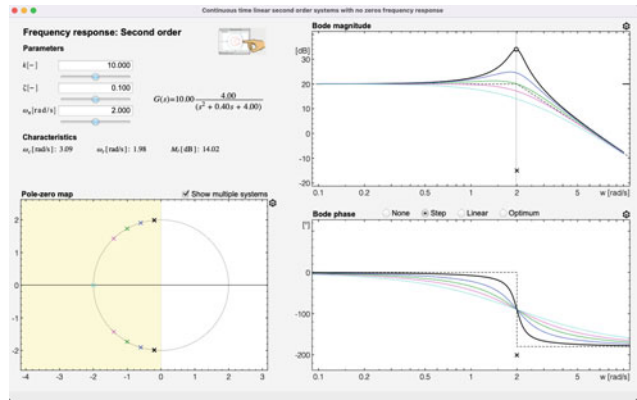 Continuous time linear second order systems with no zeros frequency response
Frequency response: Second order
Parameters
k[−] 10.000
ζ[−] 0.100
ωn[rad/s] 2.000
G(s)=10.00 4.00
(s² + 0.40s + 4.00)
Characteristics
ωc[rad/s]: 3.09 ωr[rad/s]: 1.98 Mr[dB]: 14.02
Pole-zero map
Show multiple systems
2
1
0
-1
-2
-4 -3 -2 -1 0 1 2 3
Bode magnitude
[dB]
30
20
10
0
-10
-20
0.1 0.2 0.5 1 2 5 w [rad/s]
Bode phase
None Step Linear Optimum
[°]
0
-100
-200
0.1 0.2 0.5 1 2 5 w [rad/s]